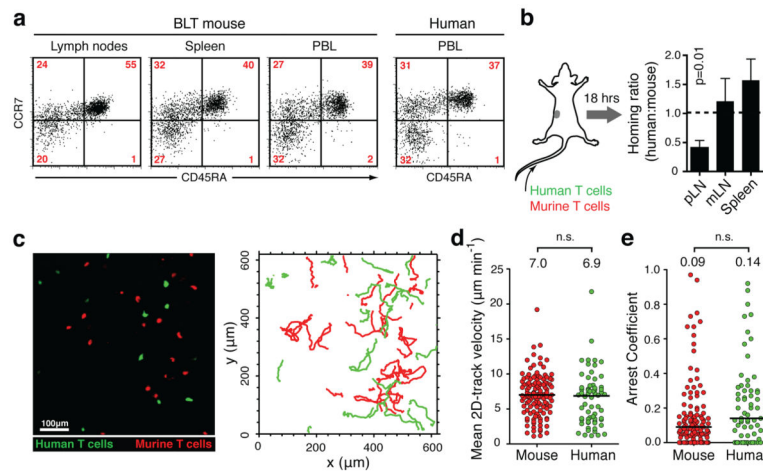 a
BLT mouse
Human
Lymph nodes
Spleen
PBL
PBL
24 55
32 40
27 39
31 37
20 1
27 1
32 2
32 1
CCR7
CD45RA
CD45RA
b
18 hrs
Human T cells
Murine T cells
Homing ratio
(human:mouse)
2.0
1.5
1.0
0.5
0
p=0.01
pLN
mLN
Spleen
c
100µm
Human T cells Murine T cells
y (µm)
600
400
200
0
0 200 400 600
x (µm)
d
n.s.
7.0 6.9
Mean 2D-track velocity (µm min-1)
30
25
20
15
10
5
0
Mouse Human
e
n.s.
0.09 0.14
Arrest Coefficient
1.0
0.8
0.6
0.4
0.2
0.0
Mouse Huma